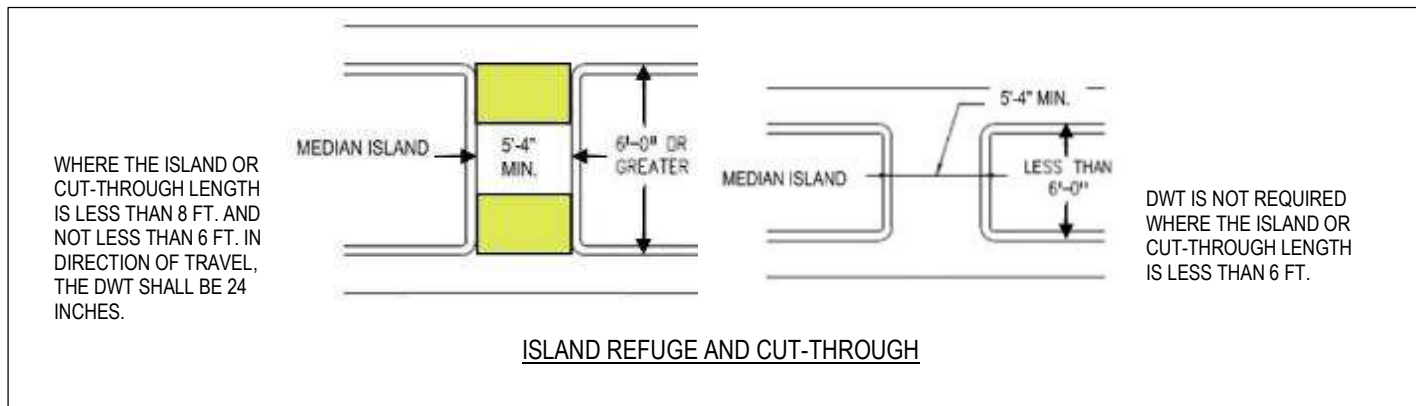 WHERE THE ISLAND OR
CUT-THROUGH LENGTH
IS LESS THAN 8 FT. AND
NOT LESS THAN 6 FT. IN
DIRECTION OF TRAVEL,
THE DWT SHALL BE 24
INCHES.
MEDIAN ISLAND
5'-4"
MIN.
6'-0" OR
GREATER
5'-4" MIN.
MEDIAN ISLAND
LESS THAN
6'-0"
DWT IS NOT REQUIRED
WHERE THE ISLAND OR
CUT-THROUGH LENGTH
IS LESS THAN 6 FT.
ISLAND REFUGE AND CUT-THROUGH